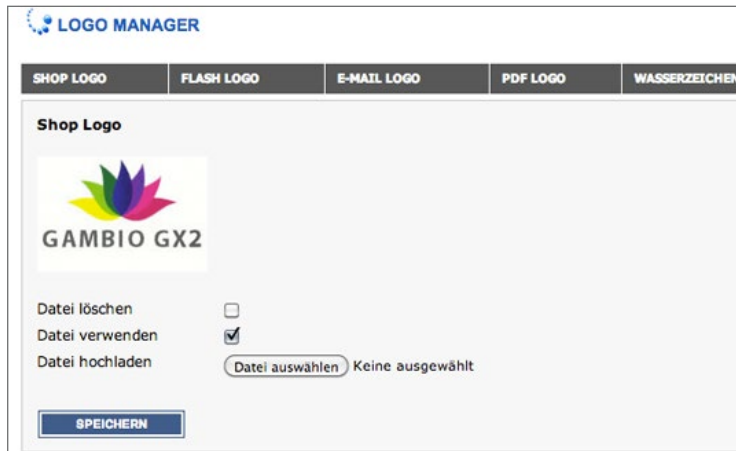 LOGO MANAGER
SHOP LOGO FLASH LOGO E-MAIL LOGO PDF LOGO WASSERZEICHEN
Shop Logo
GAMBIO GX2
Datei löschen
Datei verwenden
Datei hochladen Datei auswählen Keine ausgewählt
SPEICHERN